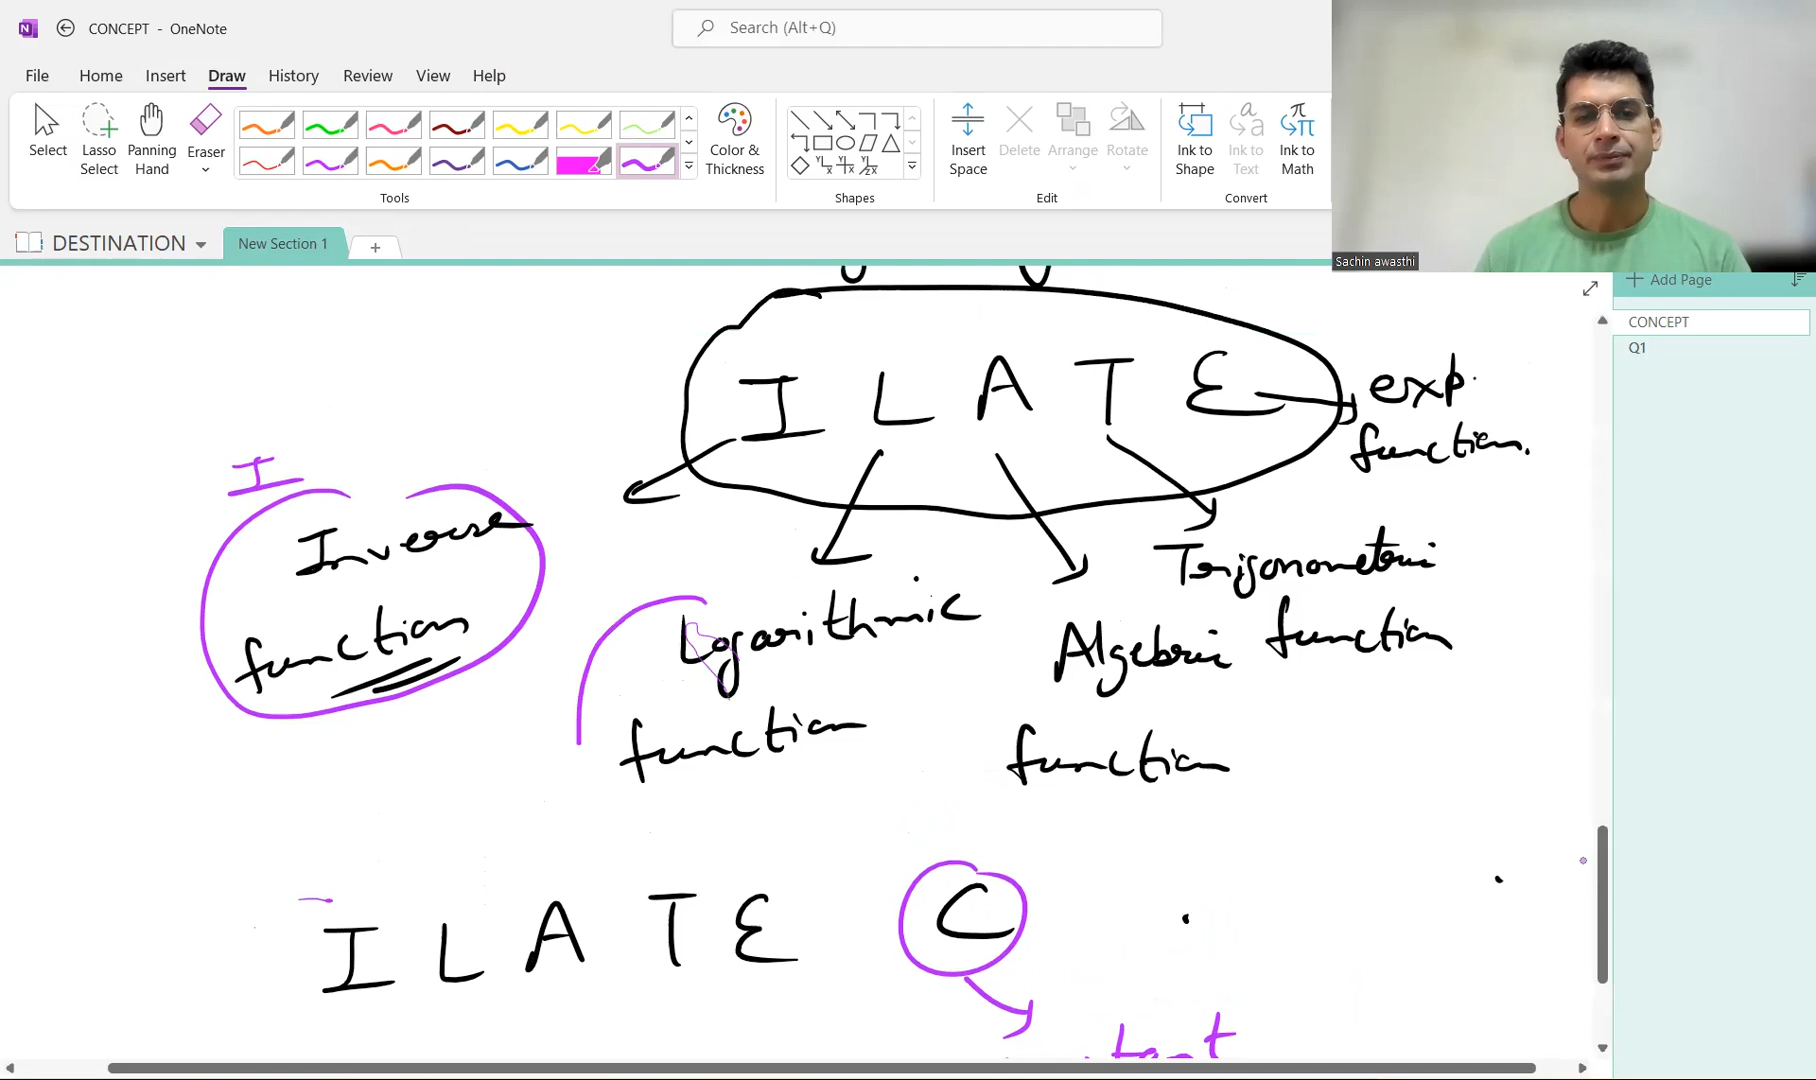 CONCEPT - OneNote
Search (Alt+Q)
File Home Insert Draw History Review View Help
Select
Lasso Select
Panning Hand
Eraser
Color & Thickness
Insert Space
Delete
Arrange
Rotate
Ink to Shape
Ink to Text
Ink to Math
Tools
Shapes
Edit
Convert
Sachin awasthi
DESTINATION
New Section 1
Add Page
CONCEPT
Q1
I L A T E
exp.
function.
I
Inverse
function
Logarithmic
function
Algebric
function
Trigonometric
function
I L A T E C